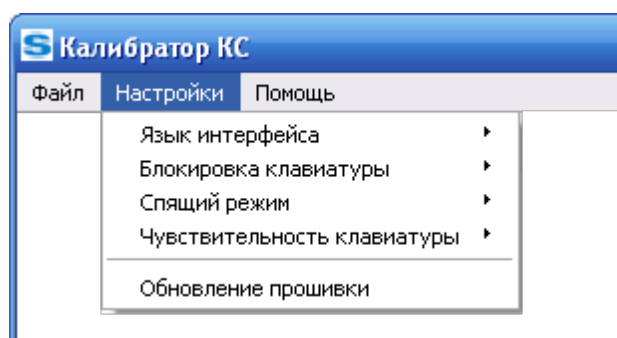 Калибратор КС
Файл Настройки Помощь
Язык интерфейса
Блокировка клавиатуры
Спящий режим
Чувствительность клавиатуры
Обновление прошивки